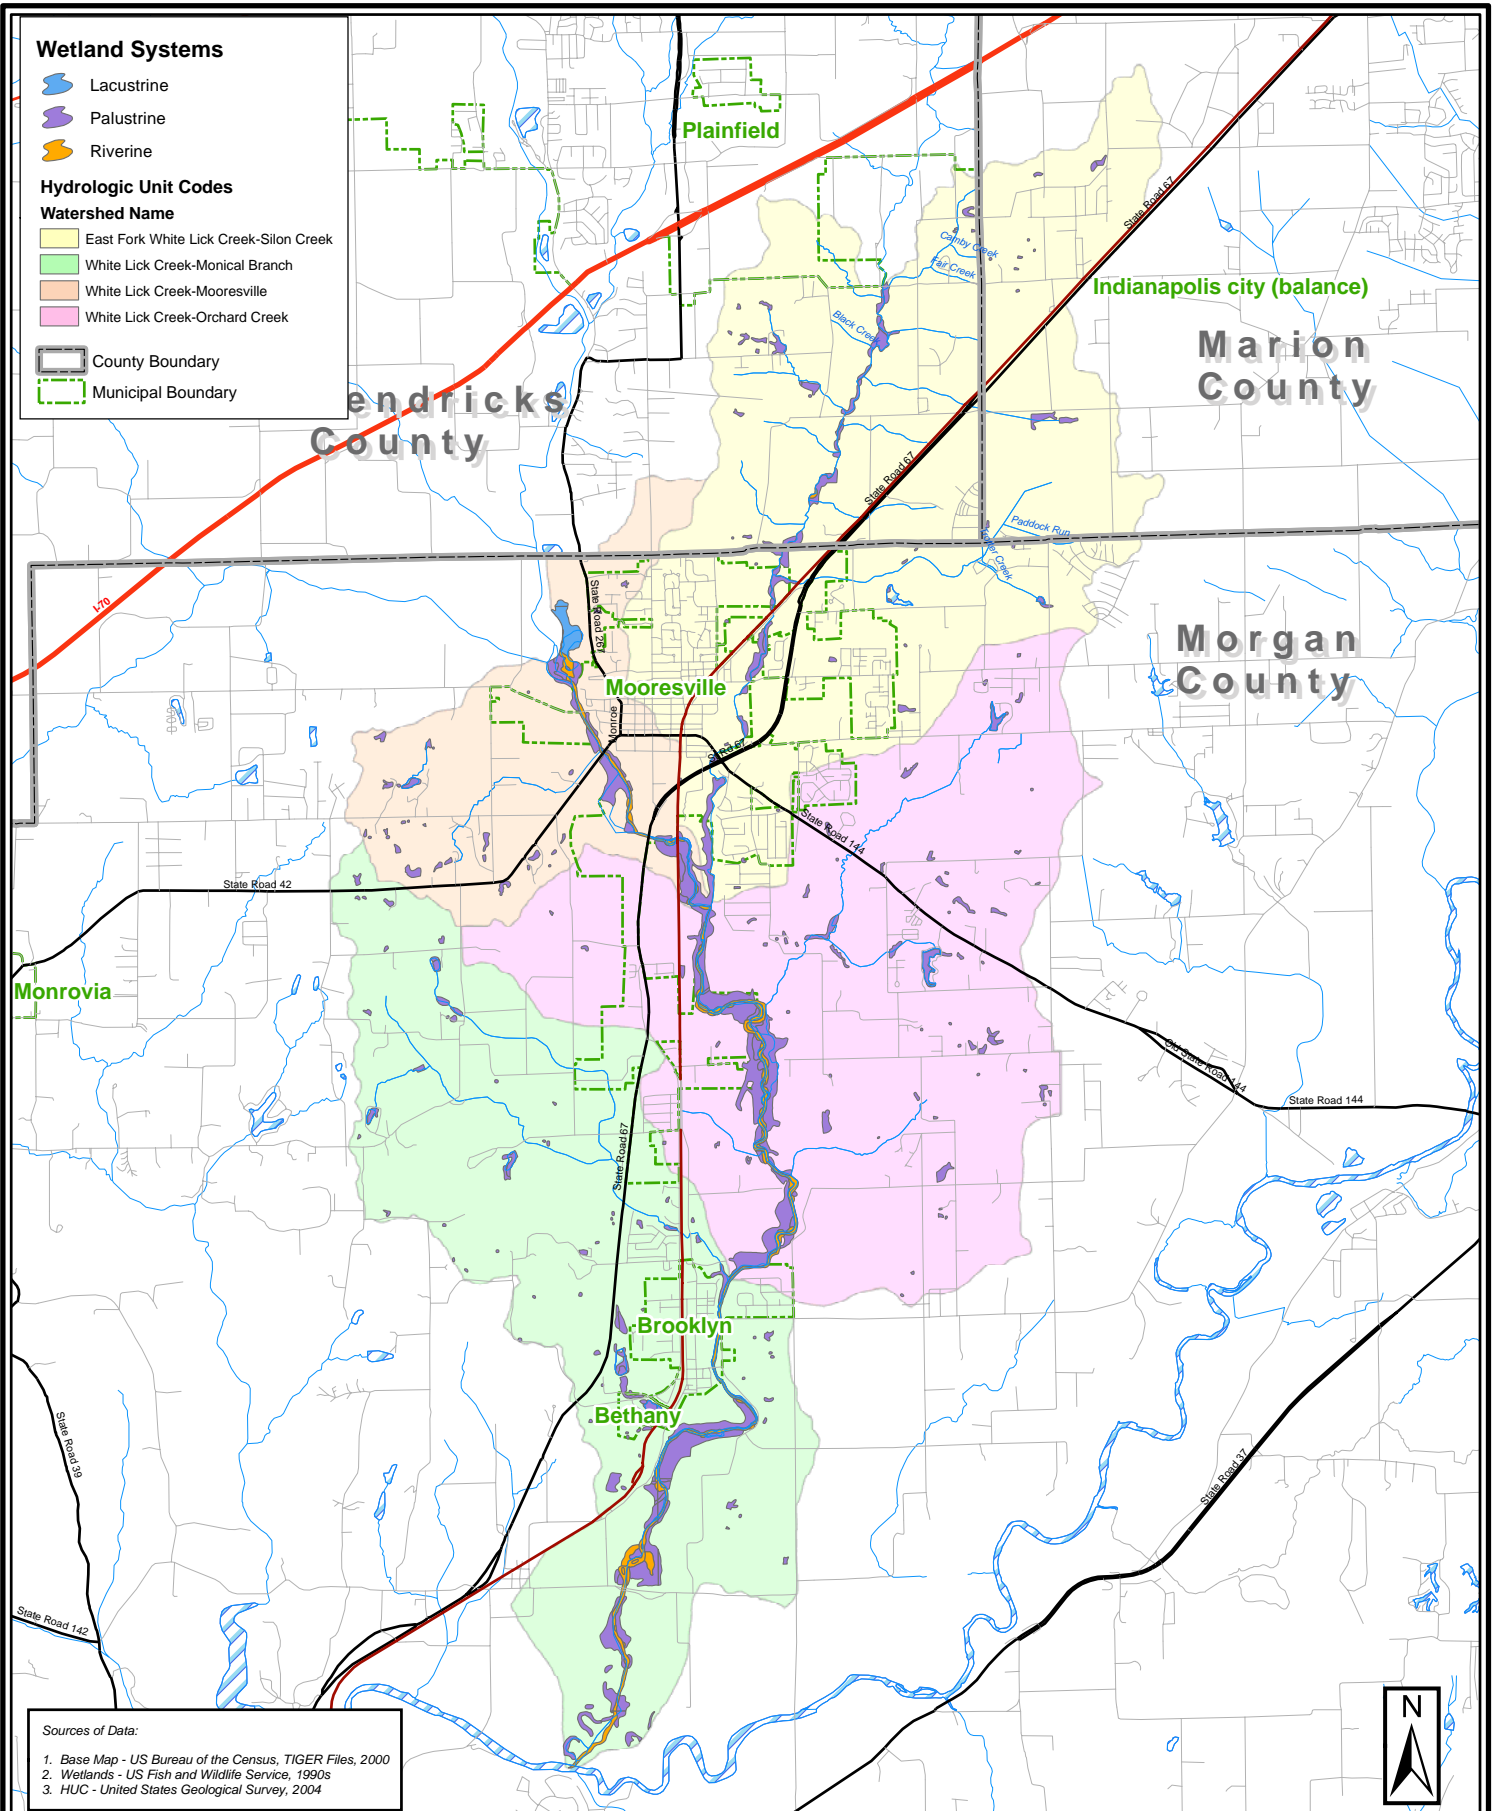 Wetland Systems
Lacustrine
Palustrine
Riverine
Hydrologic Unit Codes
Watershed Name
East Fork White Lick Creek-Silon Creek
White Lick Creek-Monical Branch
White Lick Creek-Mooresville
White Lick Creek-Orchard Creek
County Boundary
Municipal Boundary
Plainfield
State Road 67
Camby Creek
Fair Creek
Indianapolis city (balance)
Black Creek
Marion
County
endricks
County
State Road 67
Paddock Run
I-70
State Road 267
Morgan
County
Mooresville
Monroe
Rd 67
State Road 144
State Road 42
Monrovia
Old State Road 144
State Road 144
State Road 67
Brooklyn
Bethany
State Road 39
State Road 37
State Road 142
Sources of Data:
1. Base Map - US Bureau of the Census, TIGER Files, 2000
2. Wetlands - US Fish and Wildlife Service, 1990s
3. HUC - United States Geological Survey, 2004
N